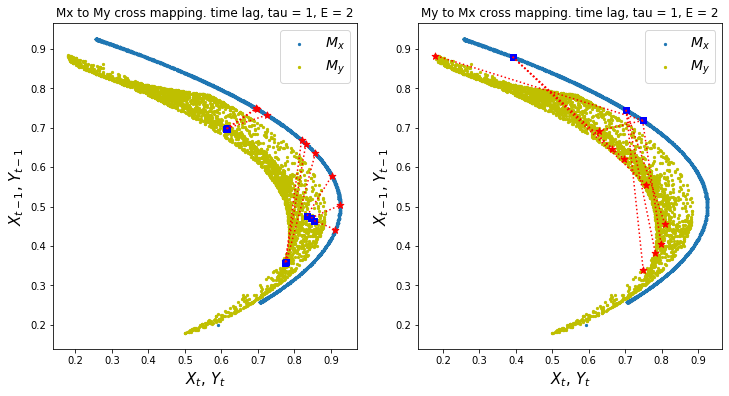 Mx to My cross mapping. time lag, tau = 1, E = 2
My to Mx cross mapping. time lag, tau = 1, E = 2
M_x
M_y
M_x
M_y
0.9
0.8
0.7
0.6
0.5
0.4
0.3
0.2
X_{t-1}, Y_{t-1}
0.2 0.3 0.4 0.5 0.6 0.7 0.8 0.9
X_t, Y_t
0.9
0.8
0.7
0.6
0.5
0.4
0.3
0.2
X_{t-1}, Y_{t-1}
0.2 0.3 0.4 0.5 0.6 0.7 0.8 0.9
X_t, Y_t